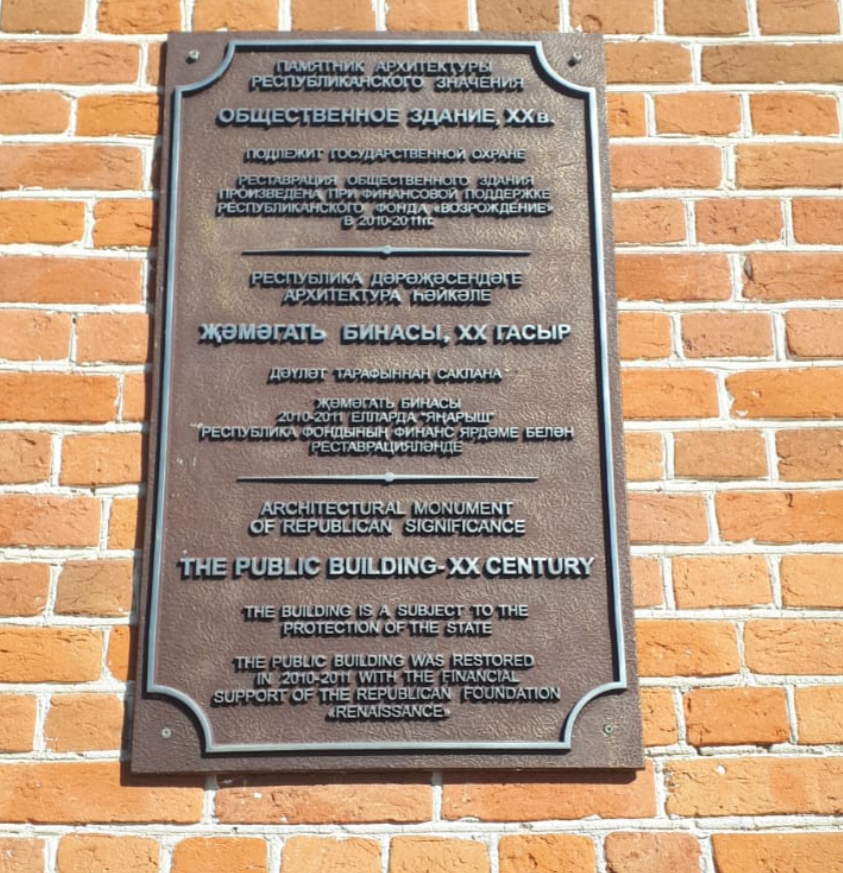 ПАМЯТНИК АРХИТЕКТУРЫ
РЕСПУБЛИКАНСКОГО ЗНАЧЕНИЯ
ОБЩЕСТВЕННОЕ ЗДАНИЕ, XX в.
ПОДЛЕЖИТ ГОСУДАРСТВЕННОЙ ОХРАНЕ
РЕСТАВРАЦИЯ ОБЩЕСТВЕННОГО ЗДАНИЯ
ПРОИЗВЕДЕНА ПРИ ФИНАНСОВОЙ ПОДДЕРЖКЕ
РЕСПУБЛИКАНСКОГО ФОНДА «ВОЗРОЖДЕНИЕ»
В 2010-2011гг.
РЕСПУБЛИКА ДӘРӘҖӘСЕНДӘГЕ
АРХИТЕКТУРА ҺӘЙКӘЛЕ
ҖӘМӘГАТЬ БИНАСЫ, XX ГАСЫР
ДӘҮЛӘТ ТАРАФЫННАН САКЛАНА
ҖӘМӘГАТЬ БИНАСЫ
2010-2011 ЕЛЛАРДА "ЯҢАРЫШ"
РЕСПУБЛИКА ФОНДЫНЫҢ ФИНАНС ЯРДӘМЕ БЕЛӘН
РЕСТАВРАЦИЯЛӘНДЕ
ARCHITECTURAL MONUMENT
OF REPUBLICAN SIGNIFICANCE
THE PUBLIC BUILDING-XX CENTURY
THE BUILDING IS A SUBJECT TO THE
PROTECTION OF THE STATE
THE PUBLIC BUILDING WAS RESTORED
IN 2010-2011 WITH THE FINANCIAL
SUPPORT OF THE REPUBLICAN FOUNDATION
«RENAISSANCE»